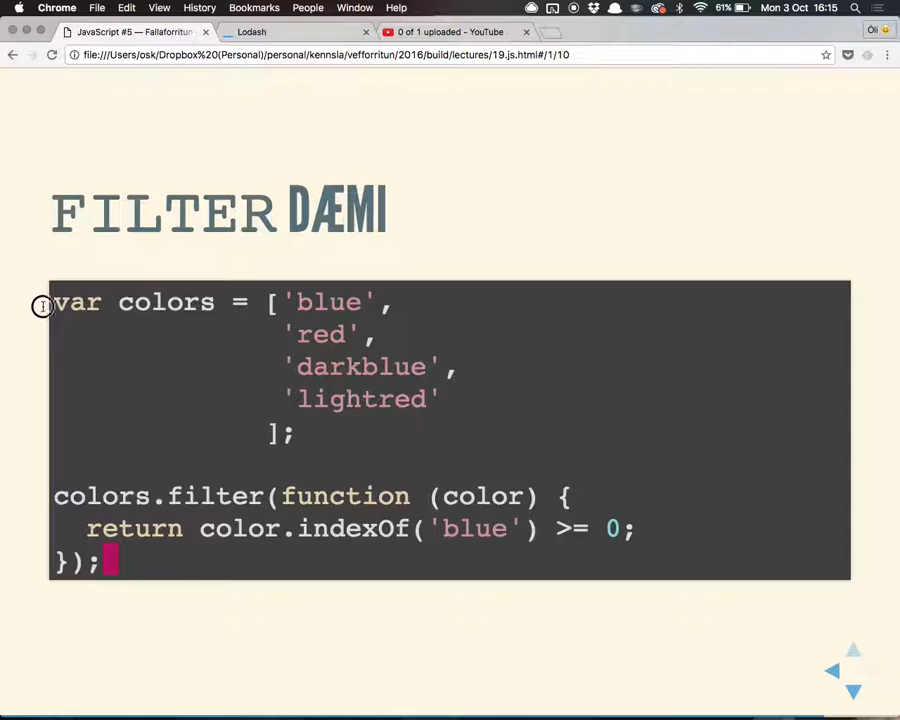 Chrome File Edit View History Bookmarks People Window Help 61% Mon 3 Oct 16:15
JavaScript #5 — Fallaforritun Lodash 0 of 1 uploaded - YouTube Óli
file:///Users/osk/Dropbox%20(Personal)/personal/kennsla/vefforritun/2016/build/lectures/19.js.html#/1/10
FILTER DÆMI
var colors = ['blue',
'red',
'darkblue',
'lightred'
];
colors.filter(function (color) {
return color.indexOf('blue') >= 0;
});